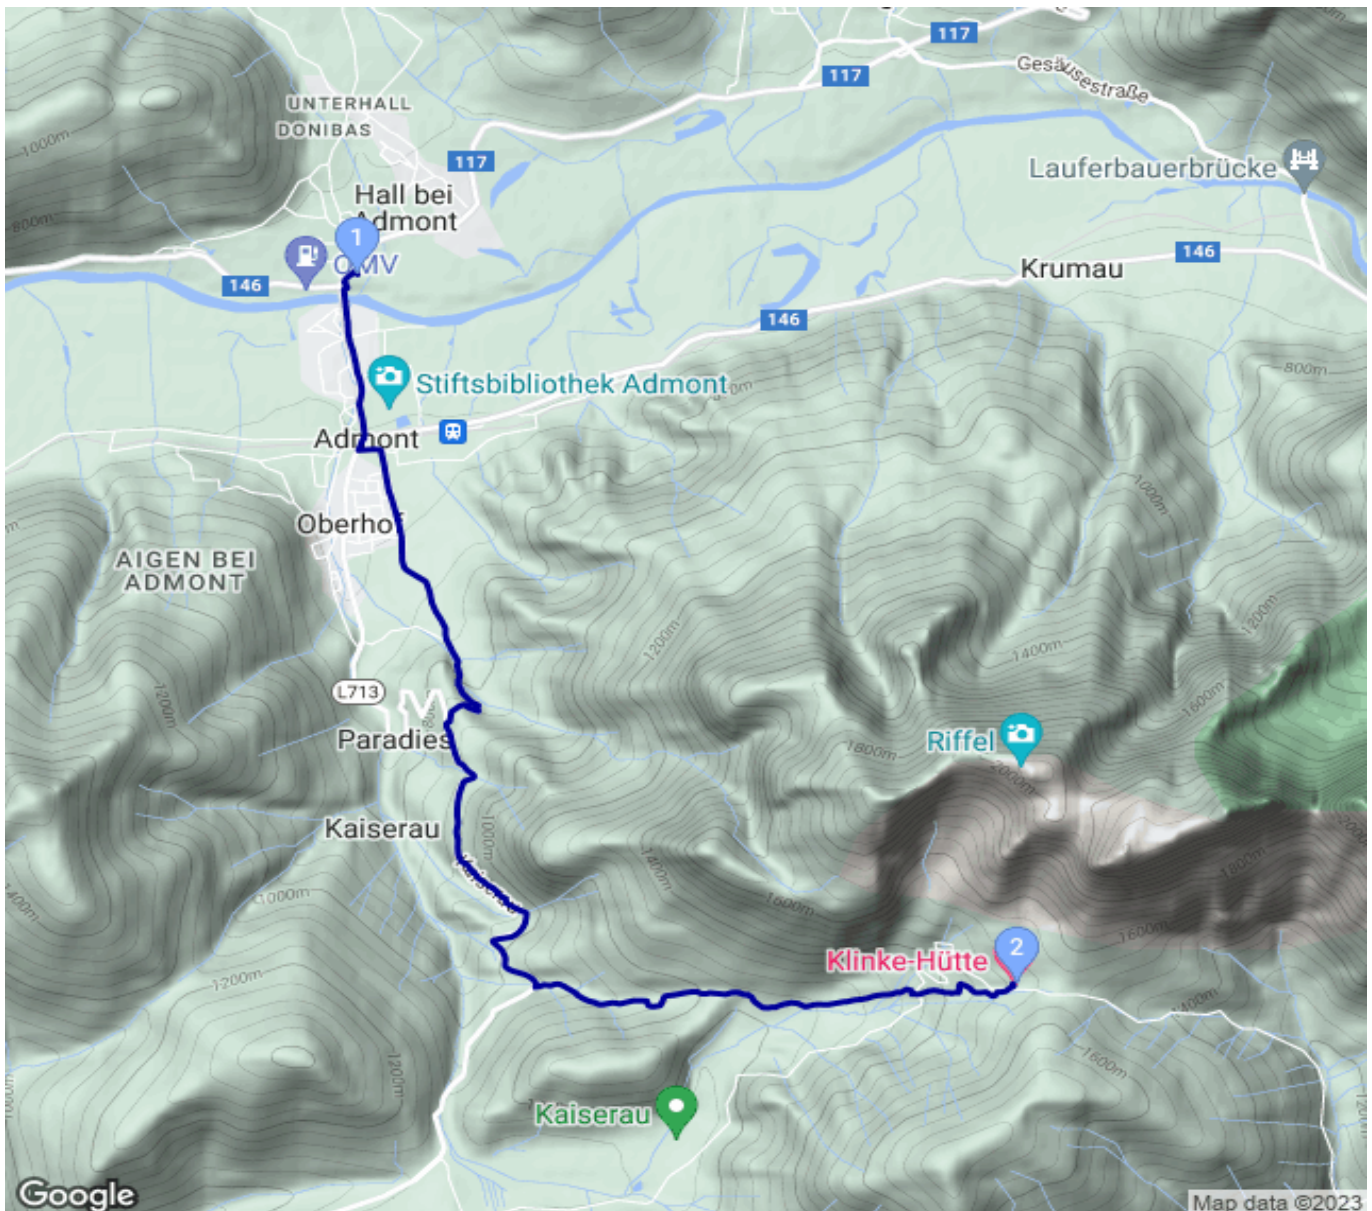 117
117
Gesäusestraße
UNTERHALL
DONIBAS
1000m
117
Lauferbauerbrücke
Hall bei
Admont
800m
1
OMV
146
Krumau
146
146
Stiftsbibliothek Admont
800m
Admont
1000m
Oberhof
AIGEN BEI
ADMONT
1200m
1200m
1400m
L713
1600m
1200m
800m
Paradies
Riffel
1800m
2000m
Kaiserau
1000m
1400m
1800m
1400m
1000m
1600m
1600m
1200m
2
Klinke-Hütte
1400m
1600m
1200m
Kaiserau
Google
Map data ©2023